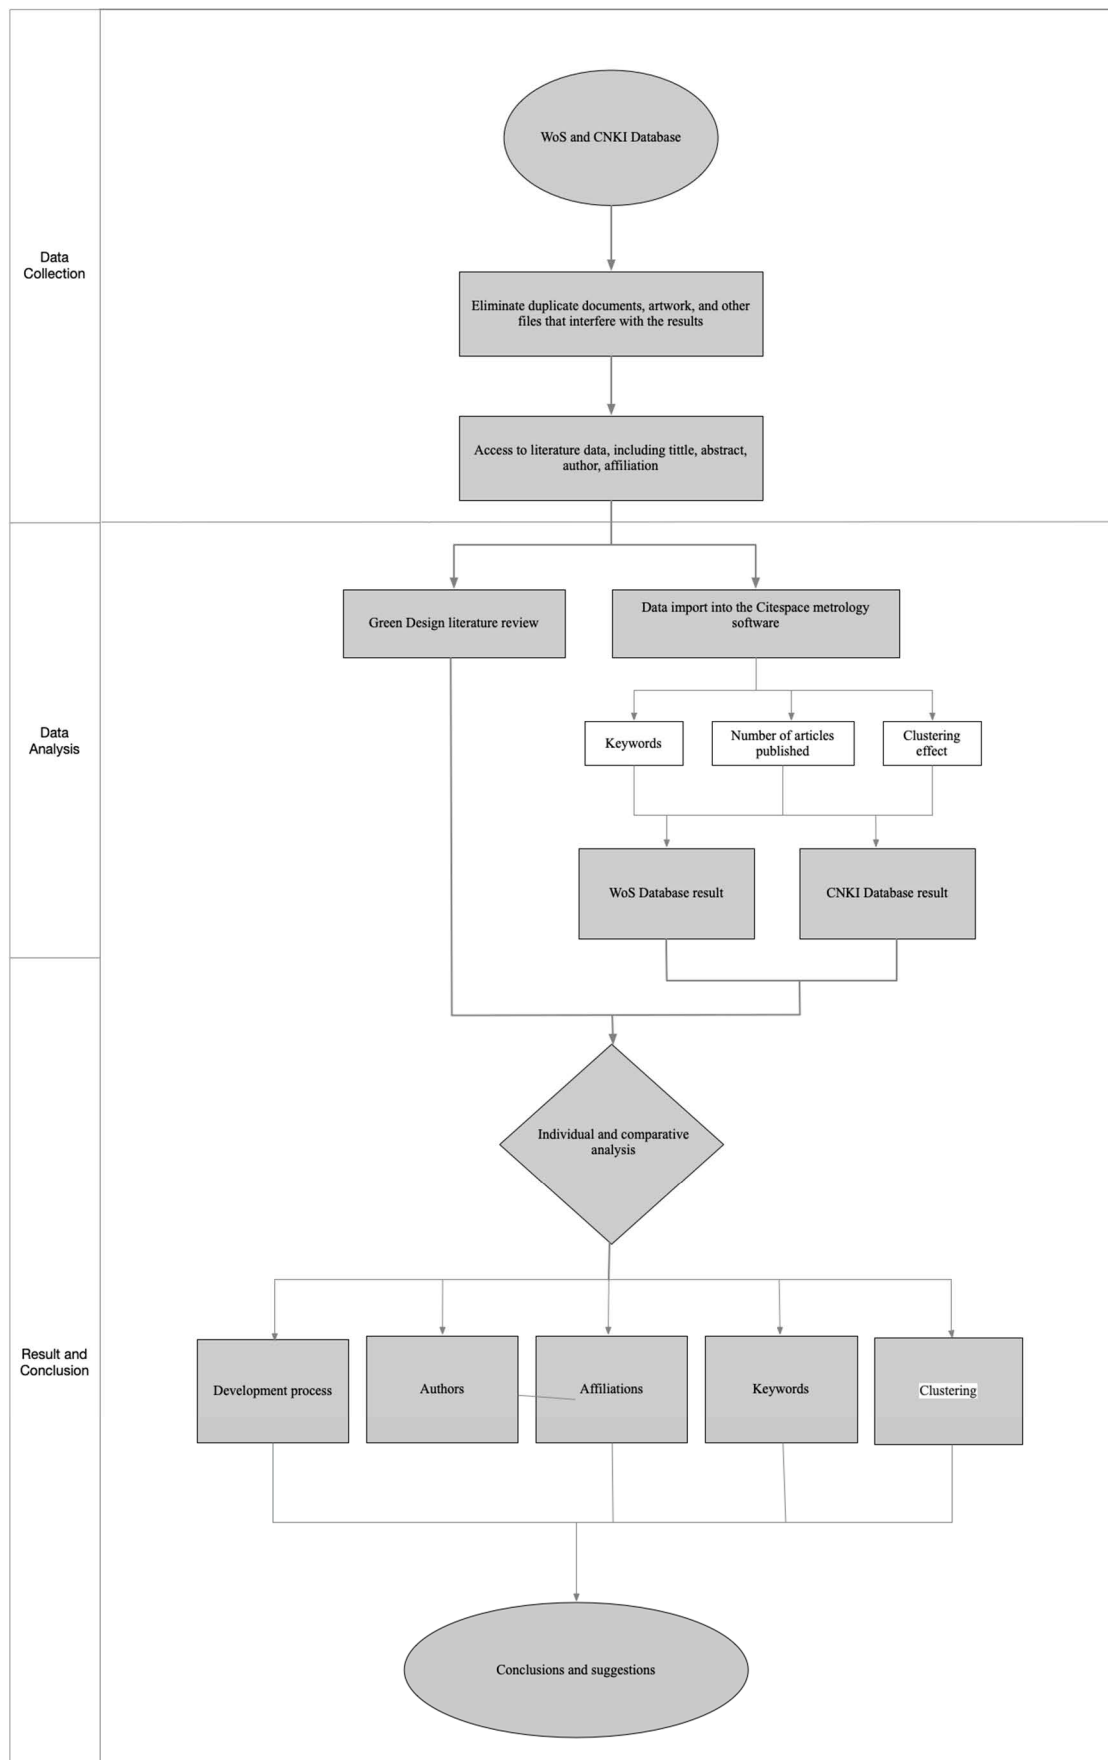 WoS and CNKI Database
Data
Collection
Eliminate duplicate documents, artwork, and other
files that interfere with the results
Access to literature data, including tittle, abstract,
author, affiliation
Green Design literature review
Data import into the Citespace metrology
software
Data
Analysis
Keywords
Number of articles
published
Clustering
effect
WoS Database result
CNKI Database result
Individual and comparative
analysis
Result and
Conclusion
Development process
Authors
Affiliations
Keywords
Clustering
Conclusions and suggestions